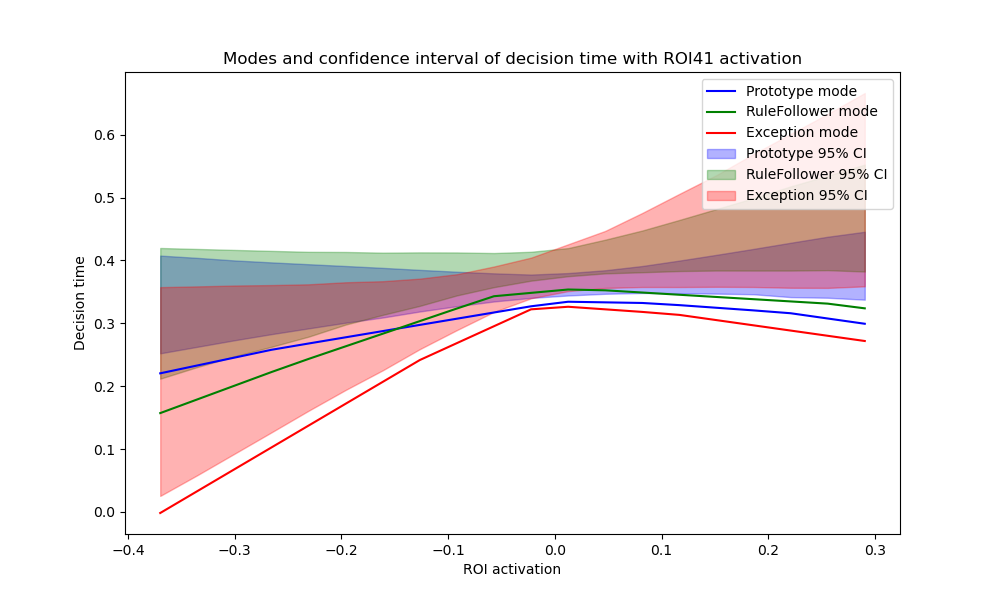 Modes and confidence interval of decision time with ROI41 activation
Prototype mode
RuleFollower mode
Exception mode
Prototype 95% CI
RuleFollower 95% CI
Exception 95% CI
Decision time
0.6
0.5
0.4
0.3
0.2
0.1
0.0
−0.4 −0.3 −0.2 −0.1 0.0 0.1 0.2 0.3
ROI activation